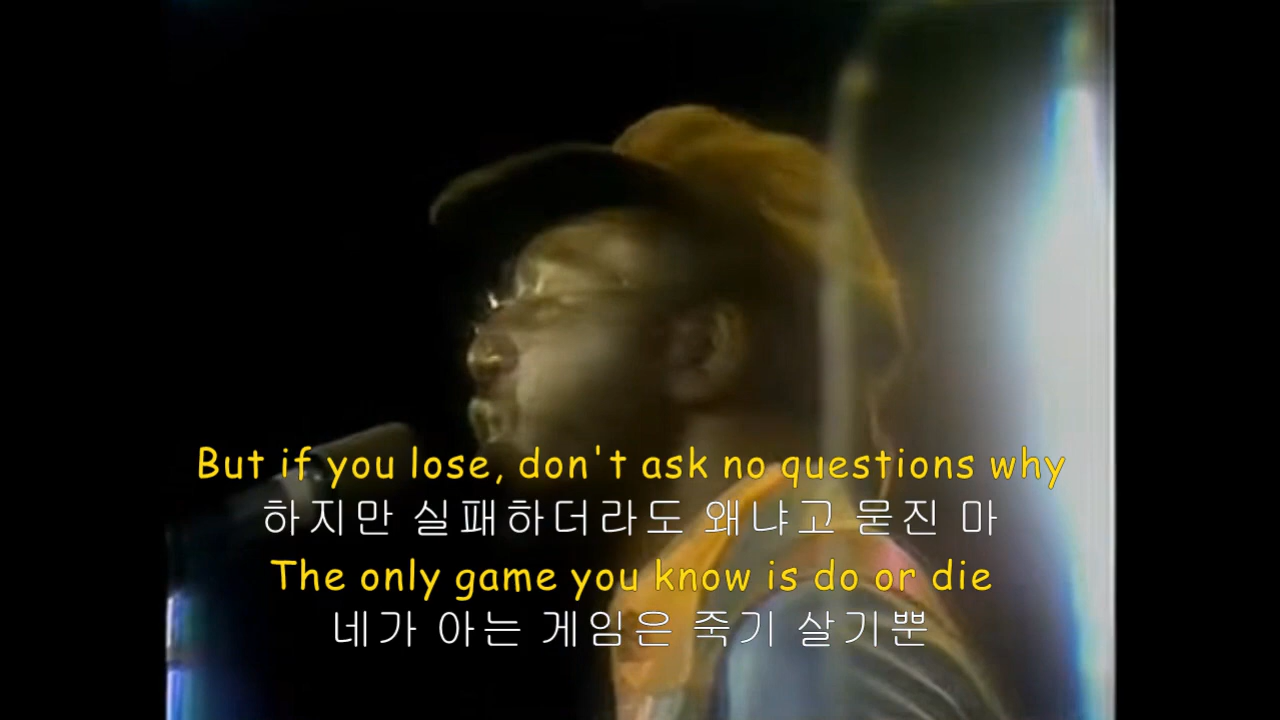 But if you lose, don't ask no questions why
하지만 실패하더라도 왜냐고 묻진 마
The only game you know is do or die
네가 아는 게임은 죽기 살기뿐